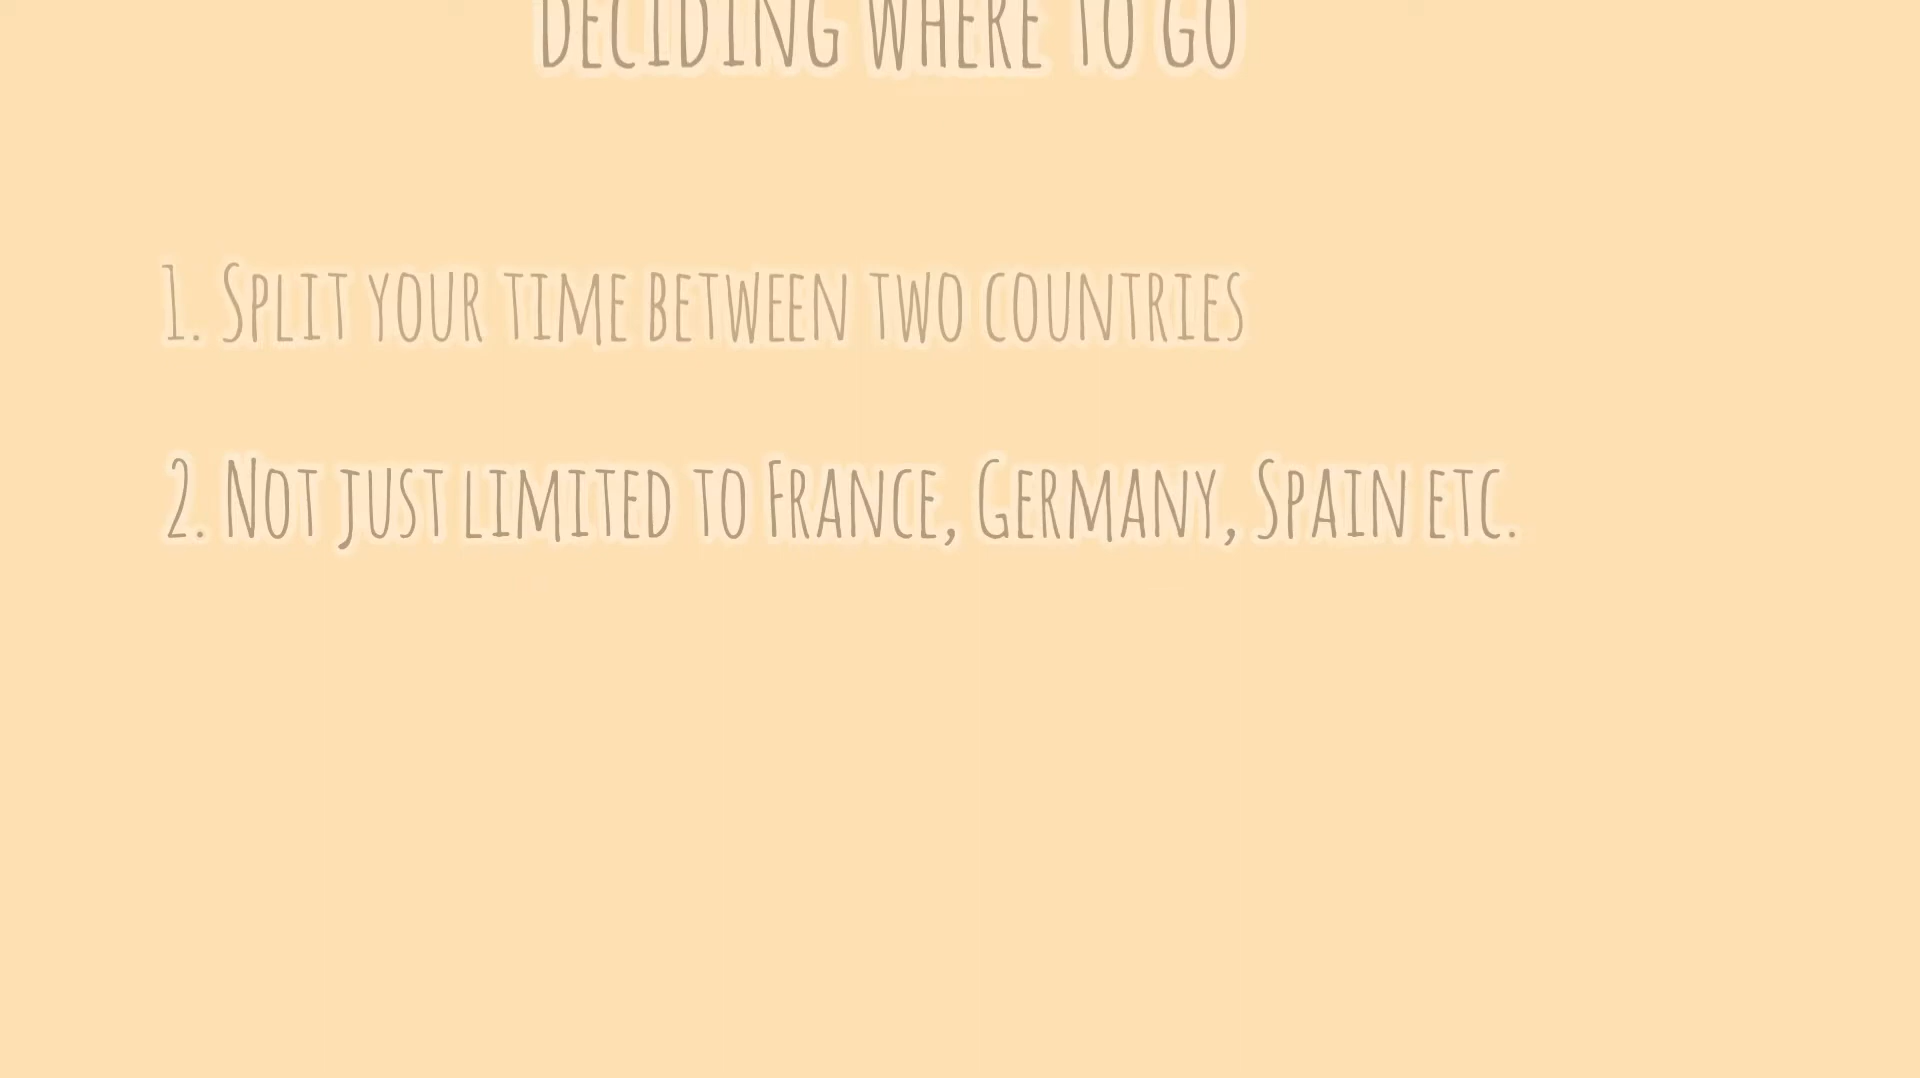 DECIDING WHERE TO GO
1. Split your time between two countries
2. Not just limited to France, Germany, Spain etc.